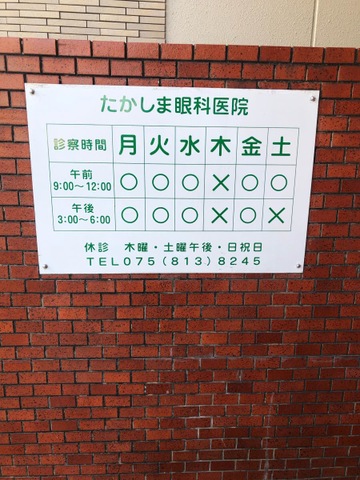 たかしま眼科医院
診察時間 月 火 水 木 金 土
午前 9:00～12:00 ○ ○ ○ × ○ ○
午後 3:00～6:00 ○ ○ ○ × ○ ×
休診 木曜・土曜午後・日祝日
TEL075(813)8245